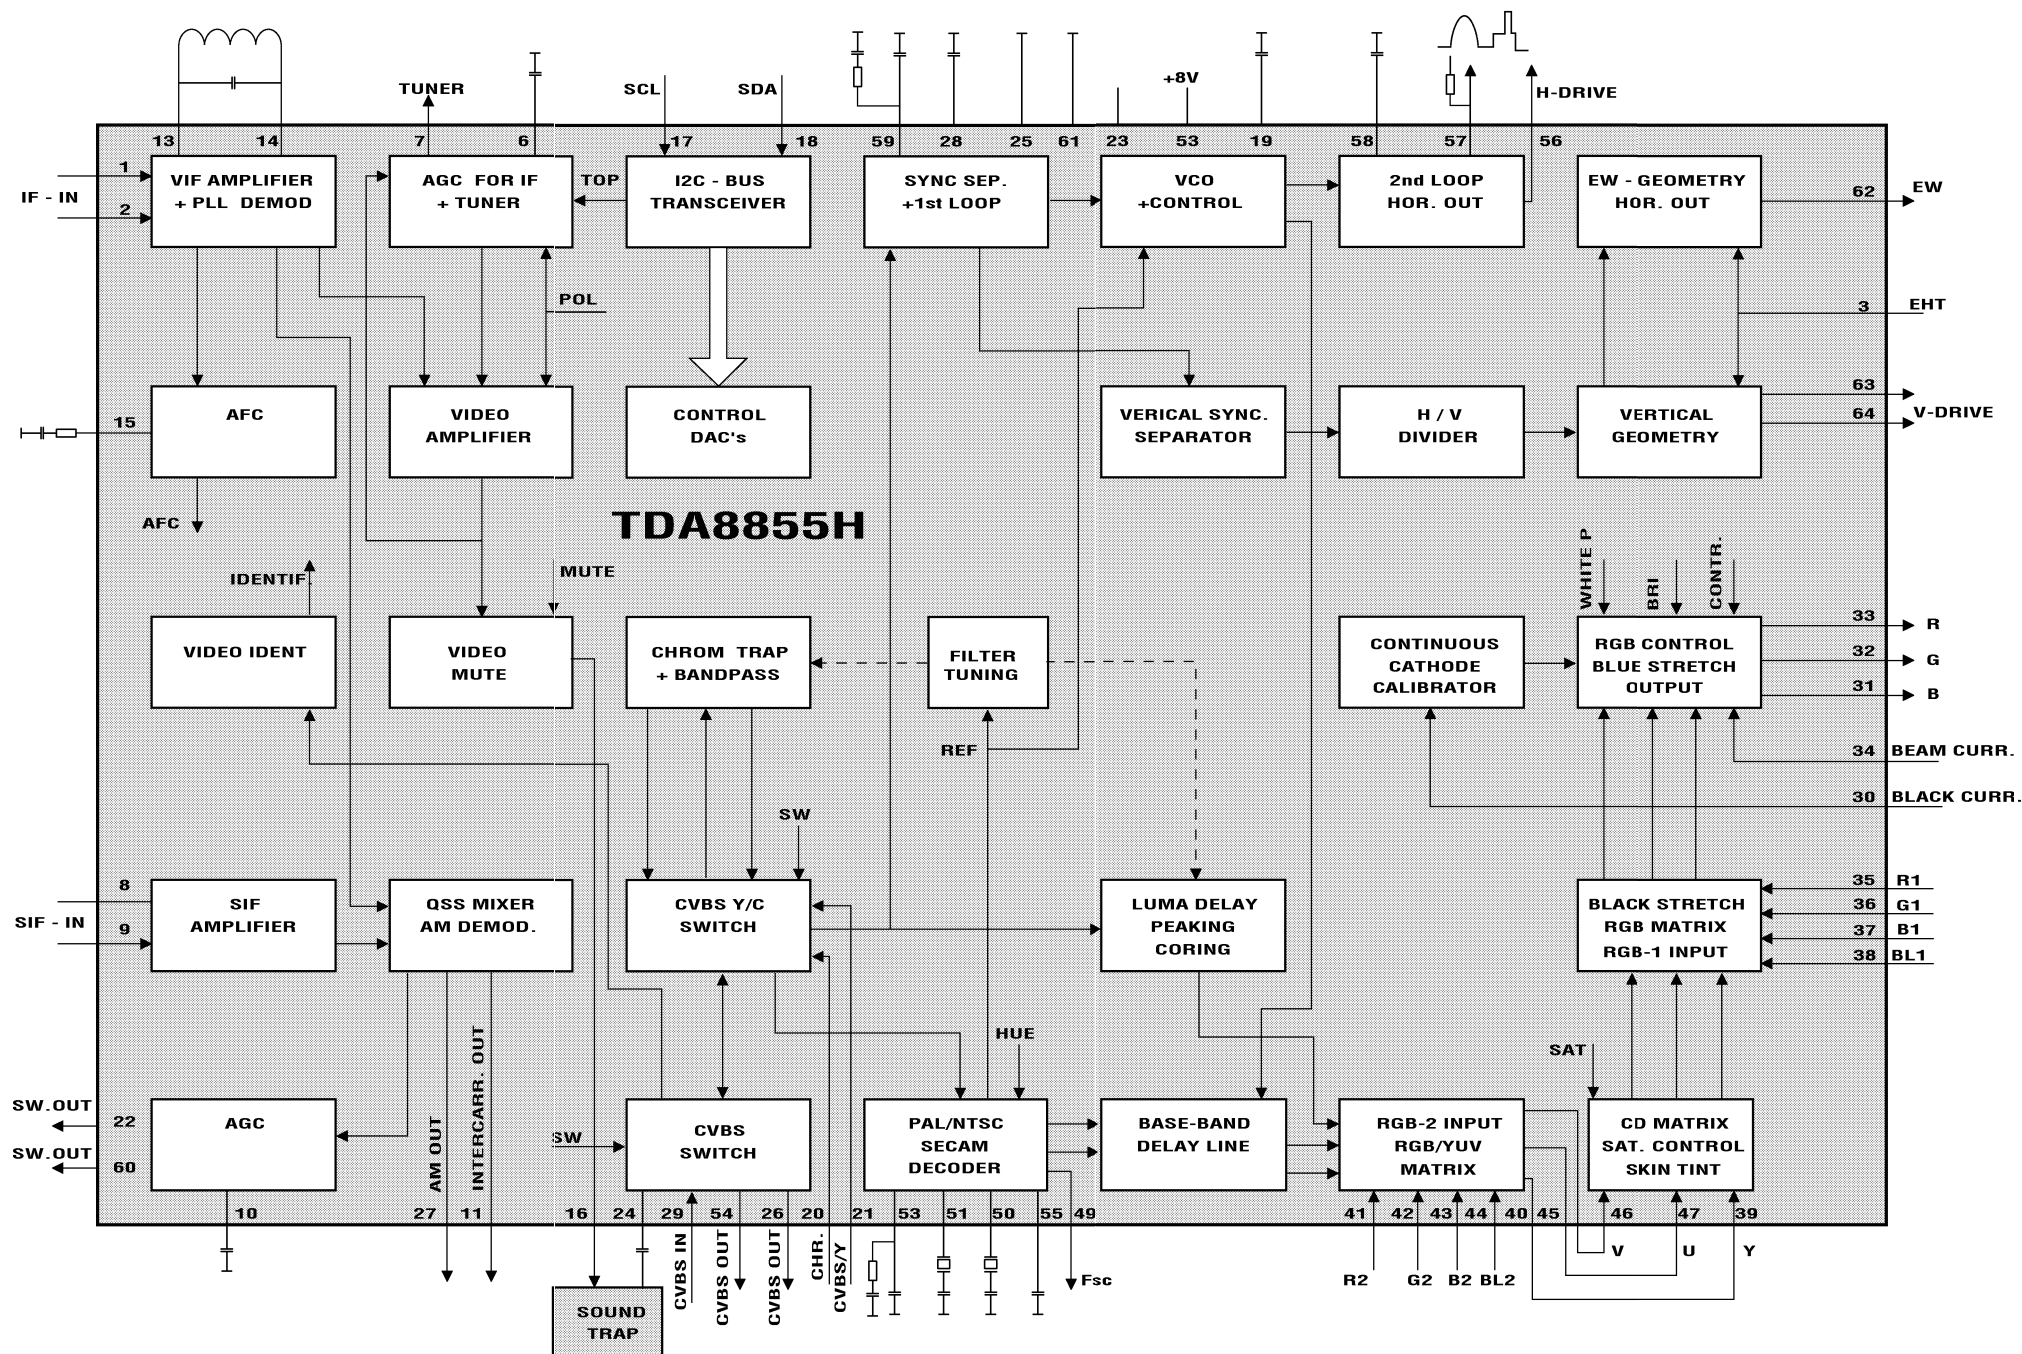 TUNER
SCL
SDA
+8V
H-DRIVE
13
14
7
6
17
18
59
28
25
61
23
53
19
58
57
56
IF - IN
1
2
VIF AMPLIFIER
+ PLL DEMOD
AGC FOR IF
+ TUNER
TOP
I2C - BUS
TRANSCEIVER
SYNC SEP.
+1st LOOP
VCO
+CONTROL
2nd LOOP
HOR. OUT
EW - GEOMETRY
HOR. OUT
62
EW
POL
3
EHT
15
AFC
VIDEO
AMPLIFIER
CONTROL
DAC's
VERICAL SYNC.
SEPARATOR
H / V
DIVIDER
VERTICAL
GEOMETRY
63
64
V-DRIVE
AFC
TDA8855H
IDENTIF.
MUTE
WHITE P
BRI
CONTR.
VIDEO IDENT
VIDEO
MUTE
CHROM TRAP
+ BANDPASS
FILTER
TUNING
CONTINUOUS
CATHODE
CALIBRATOR
RGB CONTROL
BLUE STRETCH
OUTPUT
33
R
32
G
31
B
REF
34
BEAM CURR.
30
BLACK CURR.
SW
SIF - IN
8
9
SIF
AMPLIFIER
QSS MIXER
AM DEMOD.
CVBS Y/C
SWITCH
LUMA DELAY
PEAKING
CORING
BLACK STRETCH
RGB MATRIX
RGB-1 INPUT
35
R1
36
G1
37
B1
38
BL1
AM OUT
INTERCARR. OUT
HUE
SAT
SW.OUT
22
SW.OUT
60
AGC
SW
CVBS
SWITCH
PAL/NTSC
SECAM
DECODER
BASE-BAND
DELAY LINE
RGB-2 INPUT
RGB/YUV
MATRIX
CD MATRIX
SAT. CONTROL
SKIN TINT
10
27
11
16
24
29
54
26
20
21
53
51
50
55
49
41
42
43
44
40
45
46
47
39
CVBS IN
CVBS OUT
CVBS OUT
CHR.
CVBS/Y
Fsc
R2
G2
B2
BL2
V
U
Y
SOUND
TRAP